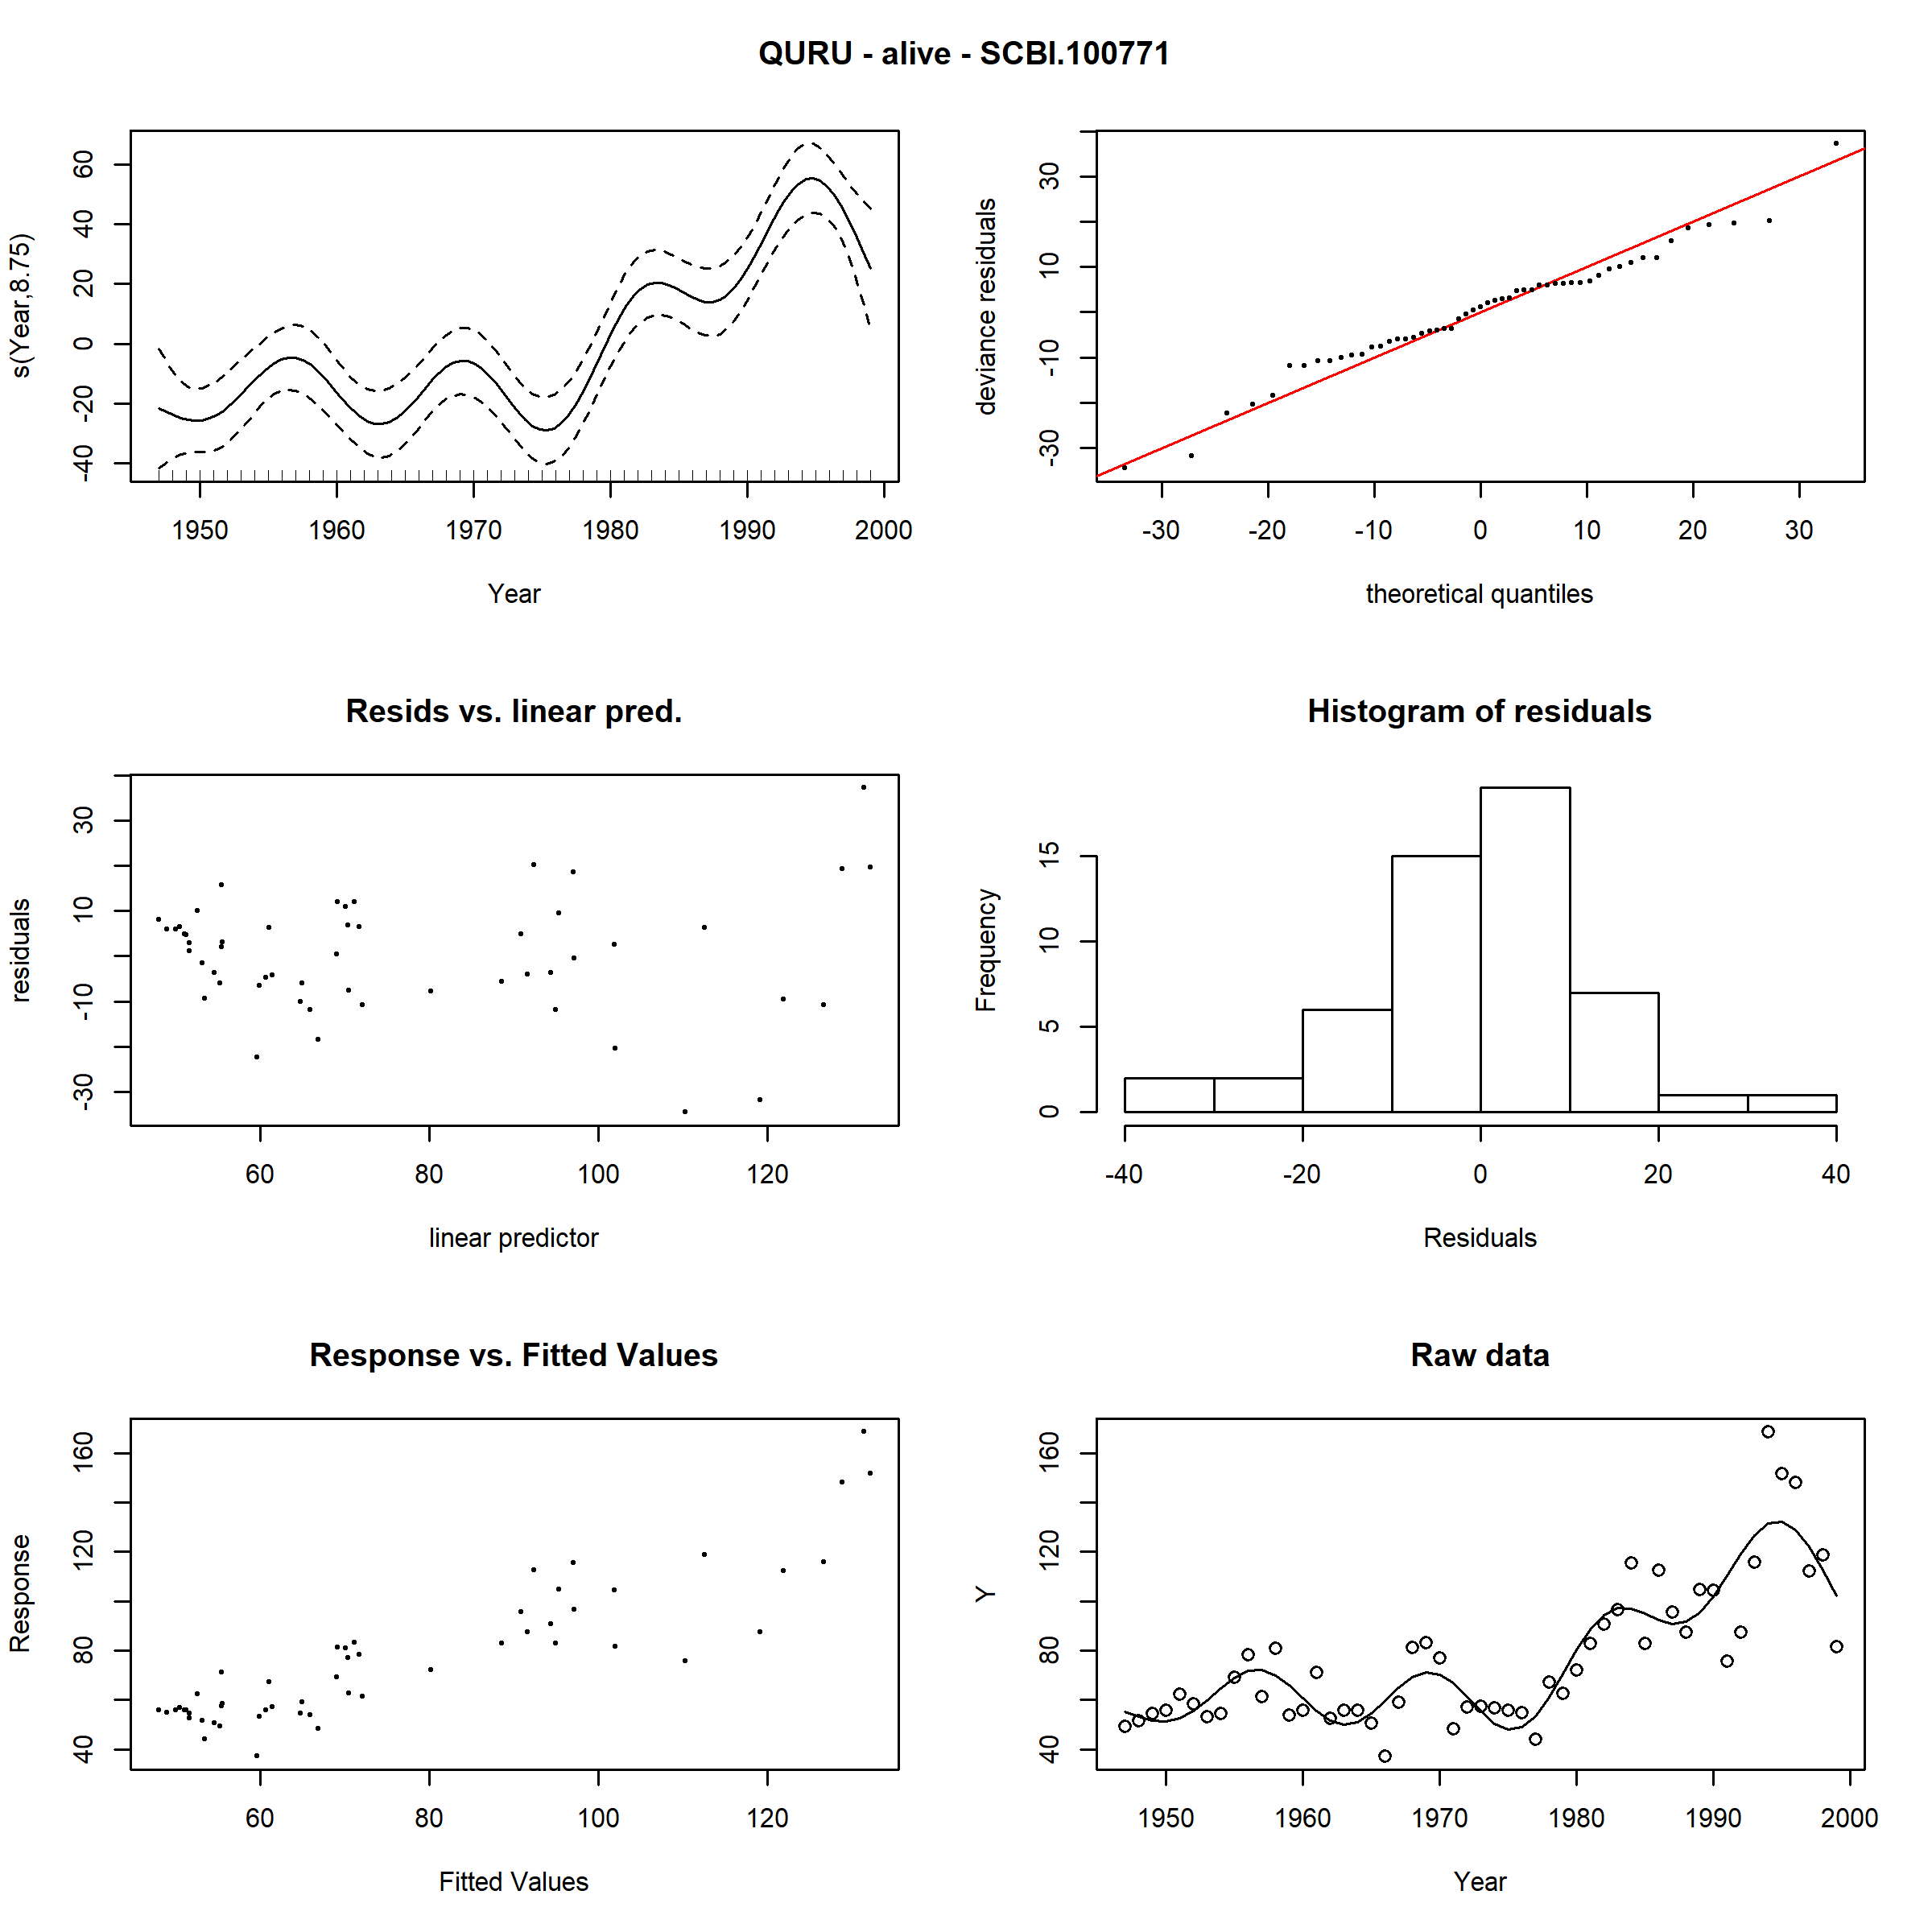 QURU - alive - SCBI.100771
s(Year,8.75)
60
40
20
0
-20
-40
1950 1960 1970 1980 1990 2000
Year
deviance residuals
30
10
-10
-30
-30 -20 -10 0 10 20 30
theoretical quantiles
Resids vs. linear pred.
residuals
30
10
-10
-30
60 80 100 120
linear predictor
Histogram of residuals
Frequency
15
10
5
0
-40 -20 0 20 40
Residuals
Response vs. Fitted Values
Response
160
120
80
40
60 80 100 120
Fitted Values
Raw data
Y
160
120
80
40
1950 1960 1970 1980 1990 2000
Year